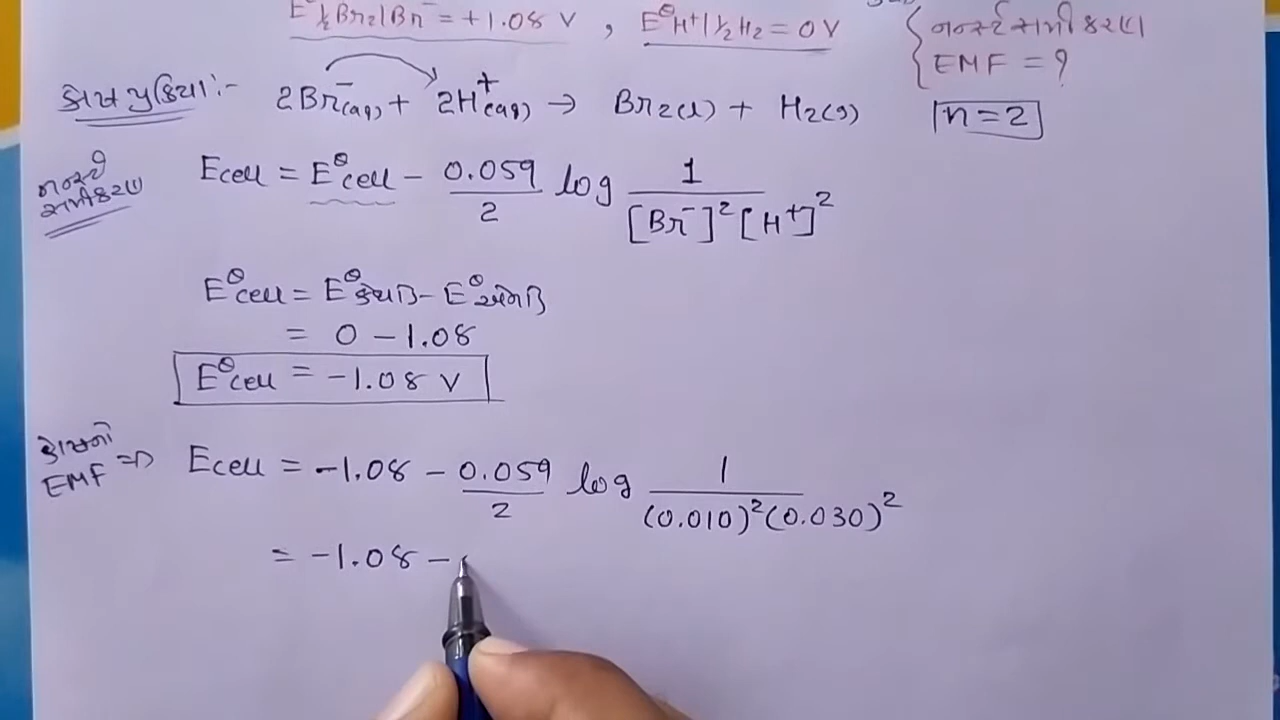 E⊖ ½Br2|Br⁻ = +1.08 V , E⊖H⁺|½H2 = 0 V
નર્ન્સ્ટ સમીકરણ
EMF = ?
કોષ પ્રક્રિયા :- 2Br⁻(aq) + 2H⁺(aq) → Br2(l) + H2(g) n=2
નર્ન્સ્ટ સમીકરણ Ecell = E⊖cell − 0.059/2 log 1/[Br⁻]²[H⁺]²
E⊖cell = E⊖કેથોડ − E⊖એનોડ
= 0 − 1.08
E⊖cell = −1.08 V
કોષનો EMF ⇒ Ecell = −1.08 − 0.059/2 log 1/(0.010)²(0.030)²
= −1.08 −